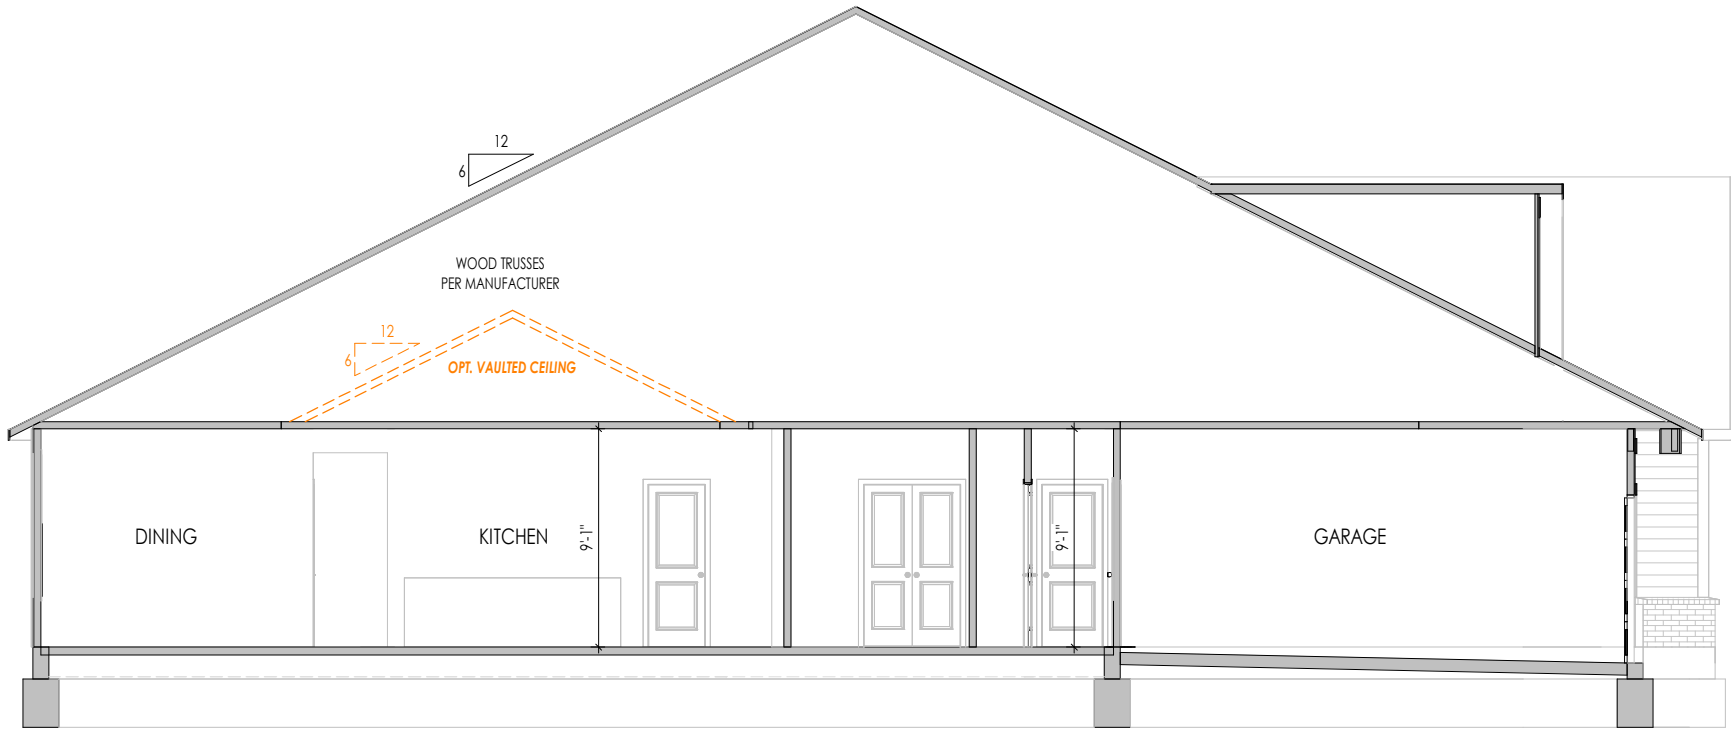 12
6
WOOD TRUSSES
PER MANUFACTURER
12
6
OPT. VAULTED CEILING
DINING
KITCHEN
9'-1"
9'-1"
GARAGE